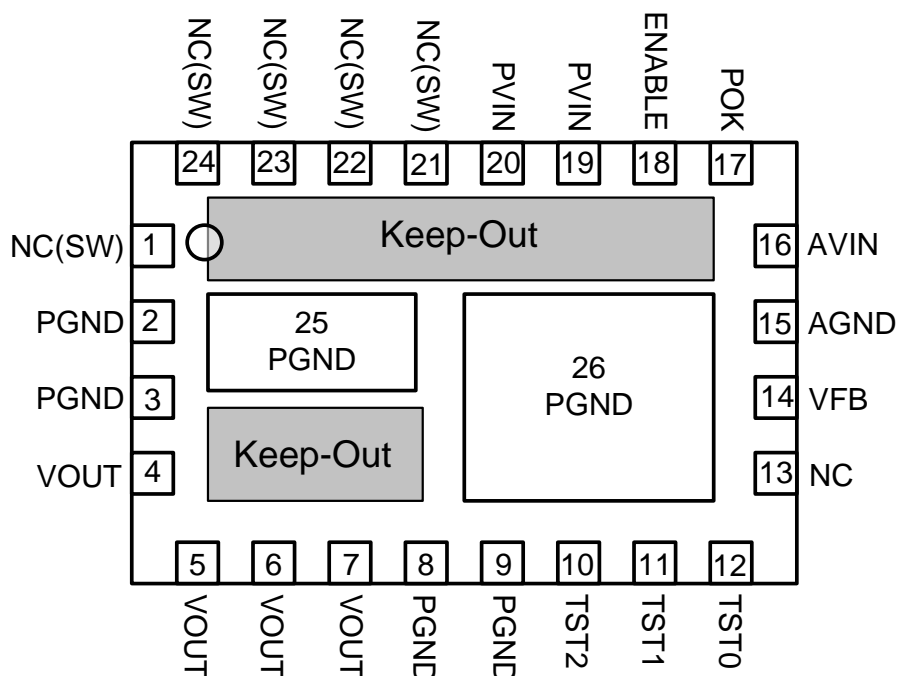 NC(SW)
NC(SW)
NC(SW)
NC(SW)
PVIN
PVIN
ENABLE
POK
24
23
22
21
20
19
18
17
NC(SW)
1
Keep-Out
16
AVIN
PGND
2
25
PGND
15
AGND
PGND
3
26
PGND
14
VFB
VOUT
4
Keep-Out
13
NC
5
6
7
8
9
10
11
12
VOUT
VOUT
VOUT
PGND
PGND
TST2
TST1
TST0